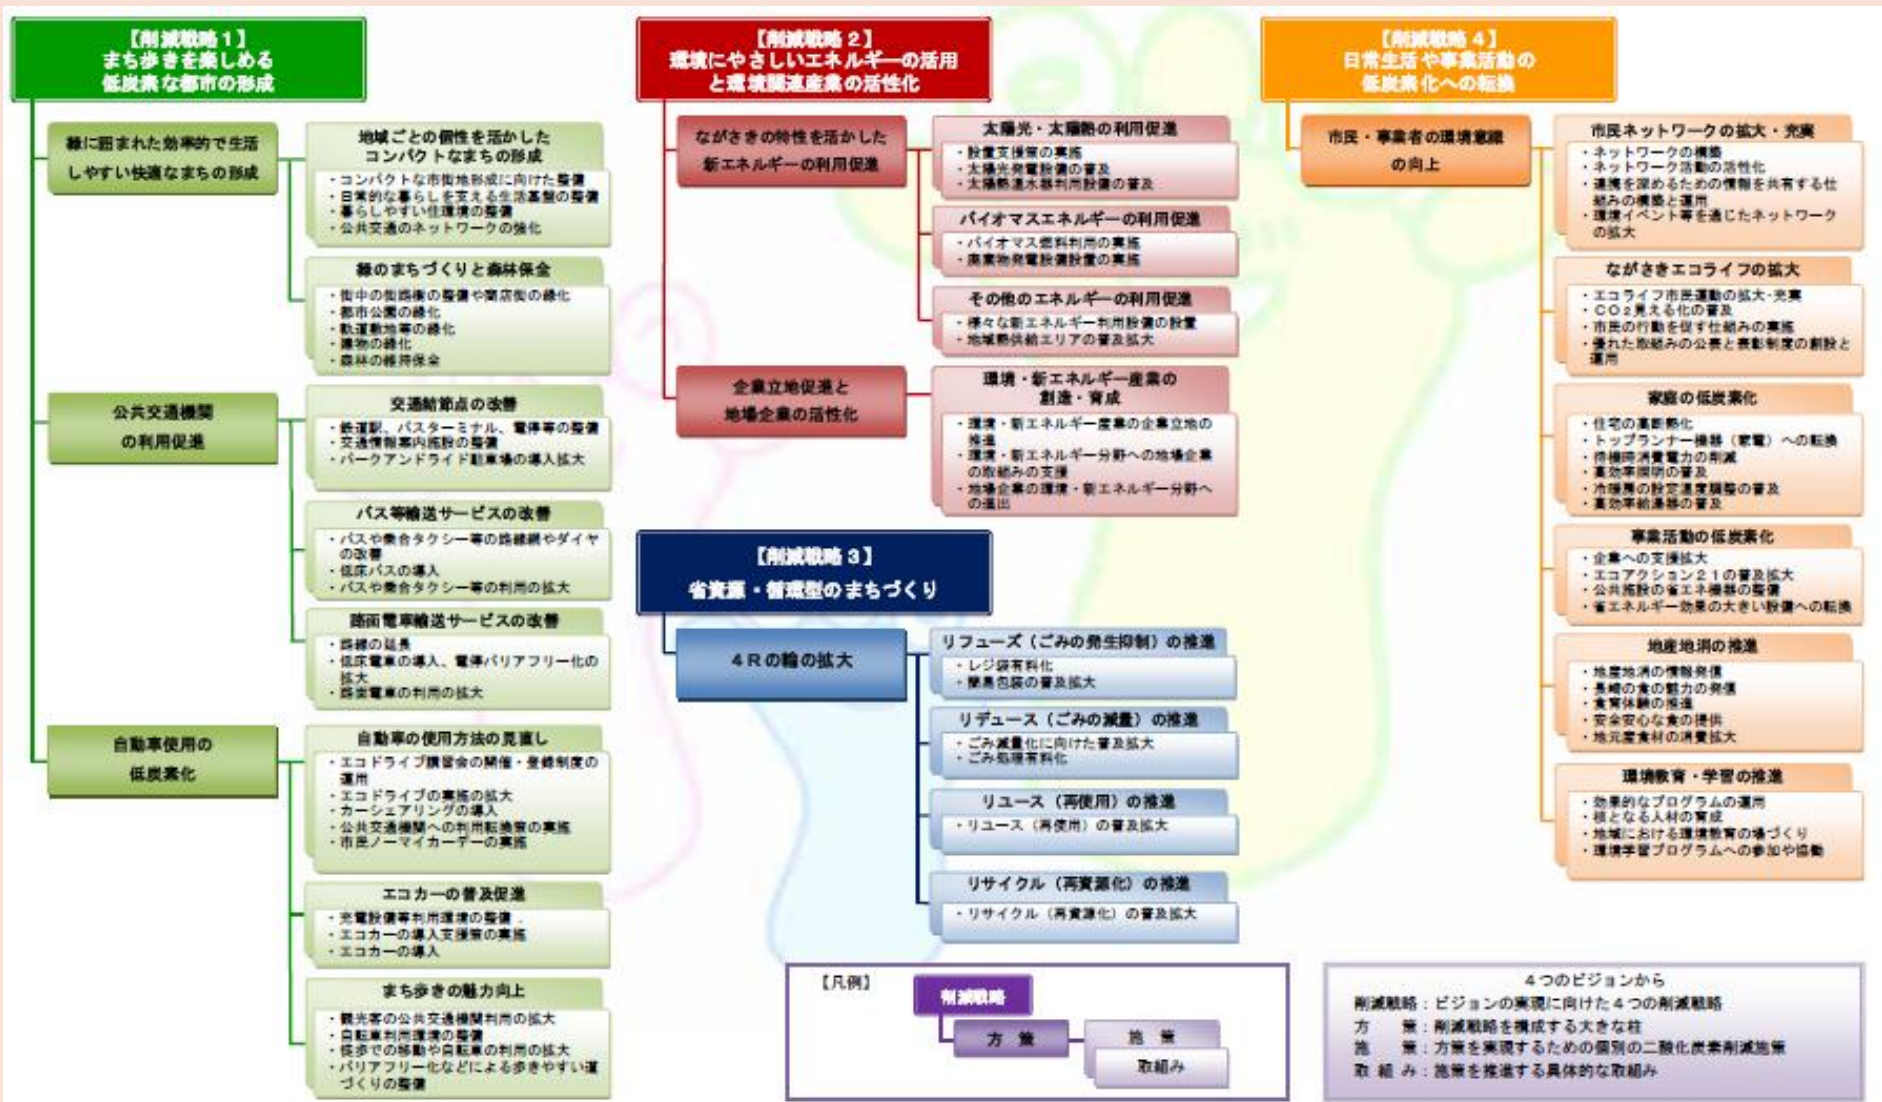 【削減戦略１】
まち歩きを楽しめる
低炭素な都市の形成
緑に囲まれた効率的で生活
しやすい快適なまちの形成
地域ごとの個性を活かした
コンパクトなまちの形成
・コンパクトな市街地形成に向けた整備
・日常的な暮らしを支える生活基盤の整備
・暮らしやすい住環境の整備
・公共交通のネットワークの強化
緑のまちづくりと森林保全
・街中の街路樹の整備や商店街の緑化
・都市公園の緑化
・軌道敷地等の緑化
・建物の緑化
・森林の維持保全
公共交通機関
の利用促進
交通結節点の改善
・鉄道駅、バスターミナル、電停等の整備
・交通情報案内施設の整備
・パークアンドライド駐車場の導入拡大
バス等輸送サービスの改善
・バスや乗合タクシー等の路線網やダイヤ
の改善
・低床バスの導入
・バスや乗合タクシー等の利用の拡大
路面電車輸送サービスの改善
・路線の延長
・低床電車の導入、電停バリアフリー化の
拡大
・路面電車の利用の拡大
自動車使用の
低炭素化
自動車の使用方法の見直し
・エコドライブ講習会の開催・登録制度の
運用
・エコドライブの実施の拡大
・カーシェアリングの導入
・公共交通機関への利用転換策の実施
・市民ノーマイカーデーの実施
エコカーの普及促進
・充電設備等利用環境の整備
・エコカーの導入支援策の実施
・エコカーの導入
まち歩きの魅力向上
・観光客の公共交通機関利用の拡大
・自転車利用環境の整備
・徒歩での移動や自転車の利用の拡大
・バリアフリー化などによる歩きやすい道
づくりの整備
【削減戦略２】
環境にやさしいエネルギーの活用
と環境関連産業の活性化
ながさきの特性を活かした
新エネルギーの利用促進
太陽光・太陽熱の利用促進
・設置支援策の実施
・太陽光発電設備の普及
・太陽熱温水器利用設備の普及
バイオマスエネルギーの利用促進
・バイオマス燃料利用の実施
・廃棄物発電設備設置の実施
その他のエネルギーの利用促進
・様々な新エネルギー利用設備の設置
・地域熱供給エリアの普及拡大
企業立地促進と
地場企業の活性化
環境・新エネルギー産業の
創造・育成
・環境・新エネルギー産業の企業立地の
推進
・環境・新エネルギー分野への地場企業
の取組みの支援
・地場企業の環境・新エネルギー分野へ
の進出
【削減戦略３】
省資源・循環型のまちづくり
４Ｒの輪の拡大
リフューズ（ごみの発生抑制）の推進
・レジ袋有料化
・簡易包装の普及拡大
リデュース（ごみの減量）の推進
・ごみ減量化に向けた普及拡大
・ごみ処理有料化
リユース（再使用）の推進
・リユース（再使用）の普及拡大
リサイクル（再資源化）の推進
・リサイクル（再資源化）の普及拡大
【削減戦略４】
日常生活や事業活動の
低炭素化への転換
市民・事業者の環境意識
の向上
市民ネットワークの拡大・充実
・ネットワークの構築
・ネットワーク活動の活性化
・連携を深めるための情報を共有する仕
組みの構築と運用
・環境イベント等を通じたネットワーク
の拡大
ながさきエコライフの拡大
・エコライフ市民運動の拡大・充実
・ＣＯ２見える化の普及
・市民の行動を促す仕組みの実施
・優れた取組みの公表と表彰制度の創設と
運用
家庭の低炭素化
・住宅の高断熱化
・トップランナー機器（家電）への転換
・待機時消費電力の削減
・高効率照明の普及
・冷暖房の設定温度調整の普及
・高効率給湯器の普及
事業活動の低炭素化
・企業への支援拡大
・エコアクション２１の普及拡大
・公共施設の省エネ機器の整備
・省エネルギー効果の大きい設備への転換
地産地消の推進
・地産地消の情報発信
・長崎の食の魅力の発信
・食育体験の推進
・安全安心な食の提供
・地元産食材の消費拡大
環境教育・学習の推進
・効果的なプログラムの運用
・核となる人材の育成
・地域における環境教育の場づくり
・環境学習プログラムへの参加や協働
【凡例】
削減戦略
方　策
施　策
取組み
４つのビジョンから
削減戦略：ビジョンの実現に向けた４つの削減戦略
方　　策：削減戦略を構成する大きな柱
施　　策：方策を実現するための個別の二酸化炭素削減施策
取 組 み：施策を推進する具体的な取組み